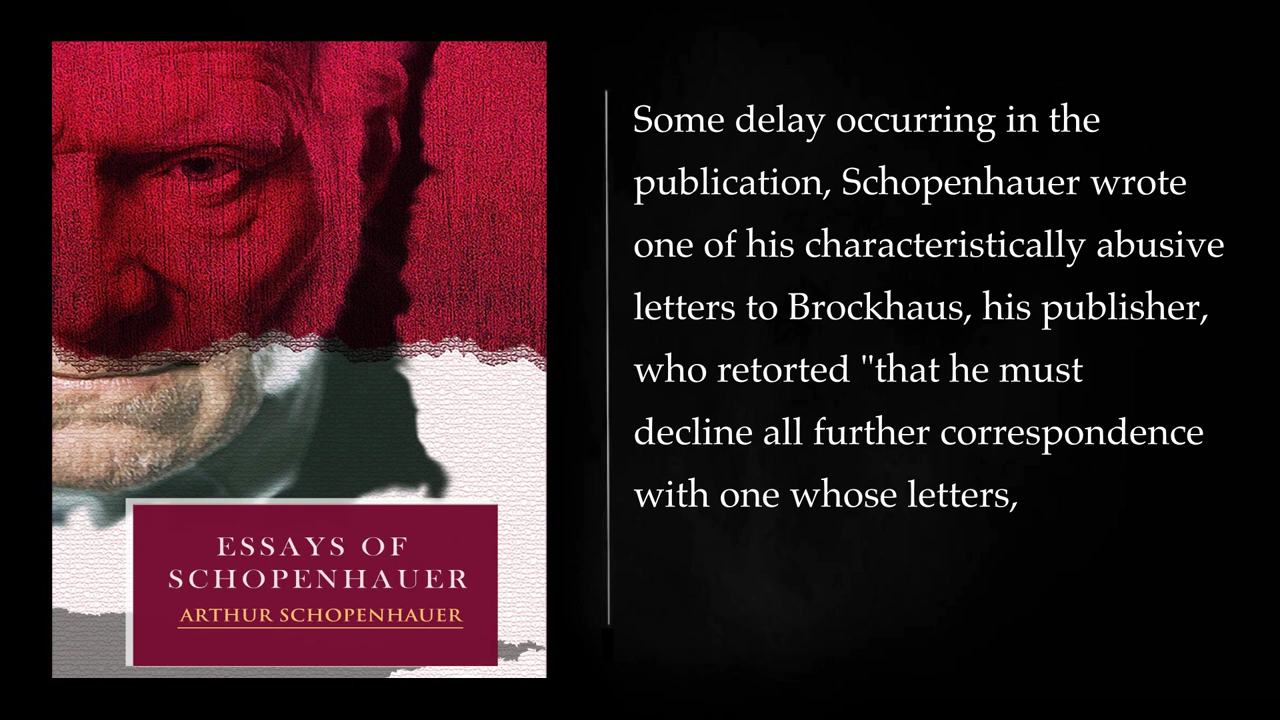 ESSAYS OF
SCHOPENHAUER
ARTHUR SCHOPENHAUER
Some delay occurring in the
publication, Schopenhauer wrote
one of his characteristically abusive
letters to Brockhaus, his publisher,
who retorted "that he must
decline all further correspondence
with one whose letters,